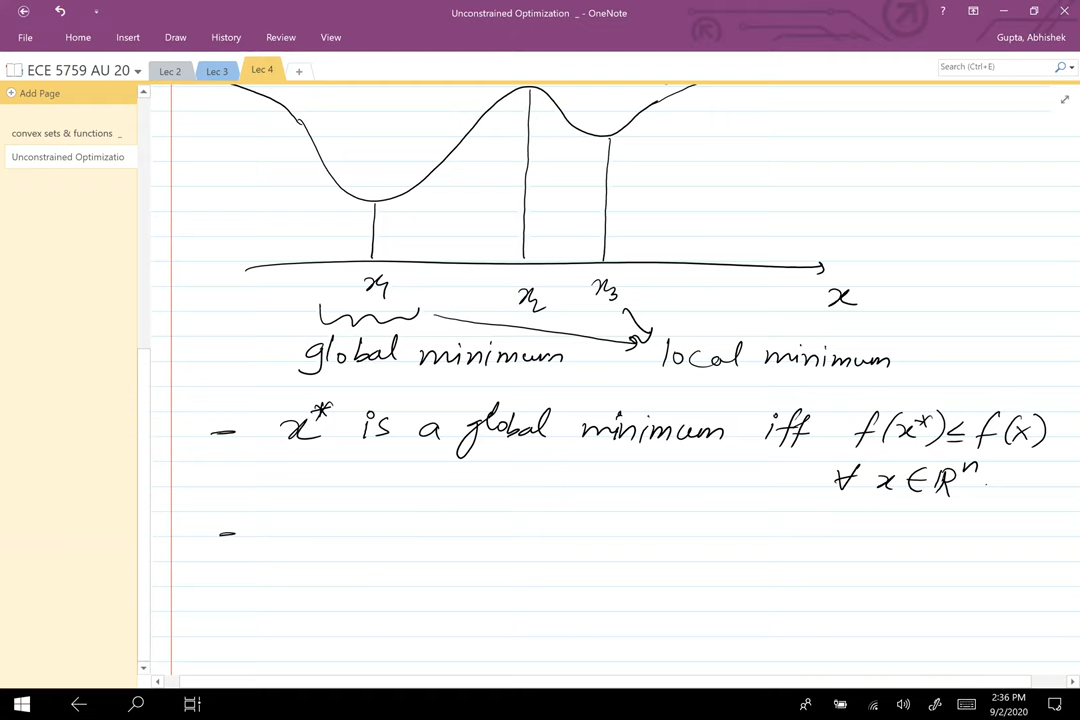 Unconstrained Optimization _ - OneNote
?
File Home Insert Draw History Review View
Gupta, Abhishek
ECE 5759 AU 20
Lec 2 Lec 3 Lec 4 +
Search (Ctrl+E)
Add Page
convex sets & functions _
Unconstrained Optimizatio
x1 x2 x3 x
global minimum local minimum
- x* is a global minimum iff f(x*) ≤ f(x)
∀ x ∈ ℝⁿ.
-
2:36 PM
9/2/2020